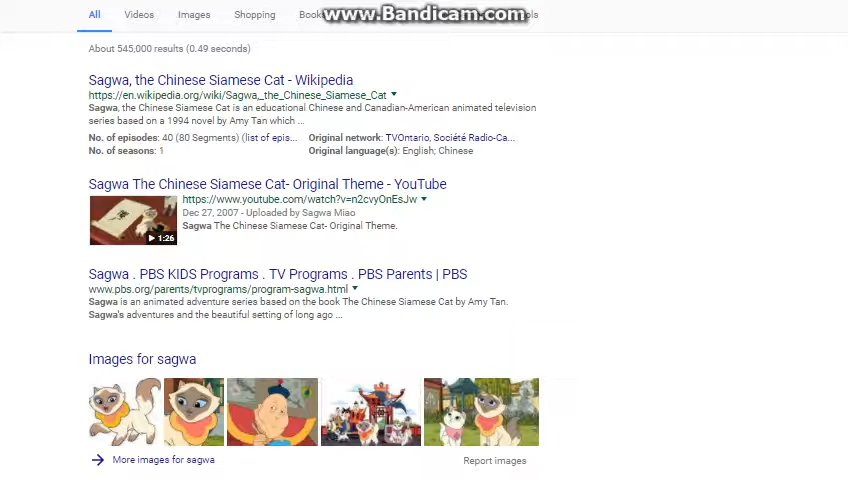 www.Bandicam.com
All Videos Images Shopping
About 545,000 results (0.49 seconds)
Sagwa, the Chinese Siamese Cat - Wikipedia
https://en.wikipedia.org/wiki/Sagwa,_the_Chinese_Siamese_Cat
Sagwa, the Chinese Siamese Cat is an educational Chinese and Canadian-American animated television
series based on a 1994 novel by Amy Tan which ...
No. of episodes: 40 (80 Segments) (list of epis... Original network: TVOntario, Société Radio-Ca...
No. of seasons: 1 Original language(s): English; Chinese
Sagwa The Chinese Siamese Cat- Original Theme - YouTube
https://www.youtube.com/watch?v=n2cvyOnEsJw
Dec 27, 2007 - Uploaded by Sagwa Miao
Sagwa The Chinese Siamese Cat- Original Theme.
1:26
Sagwa . PBS KIDS Programs . TV Programs . PBS Parents | PBS
www.pbs.org/parents/tvprograms/program-sagwa.html
Sagwa is an animated adventure series based on the book The Chinese Siamese Cat by Amy Tan.
Sagwa's adventures and the beautiful setting of long ago ...
Images for sagwa
More images for sagwa Report images